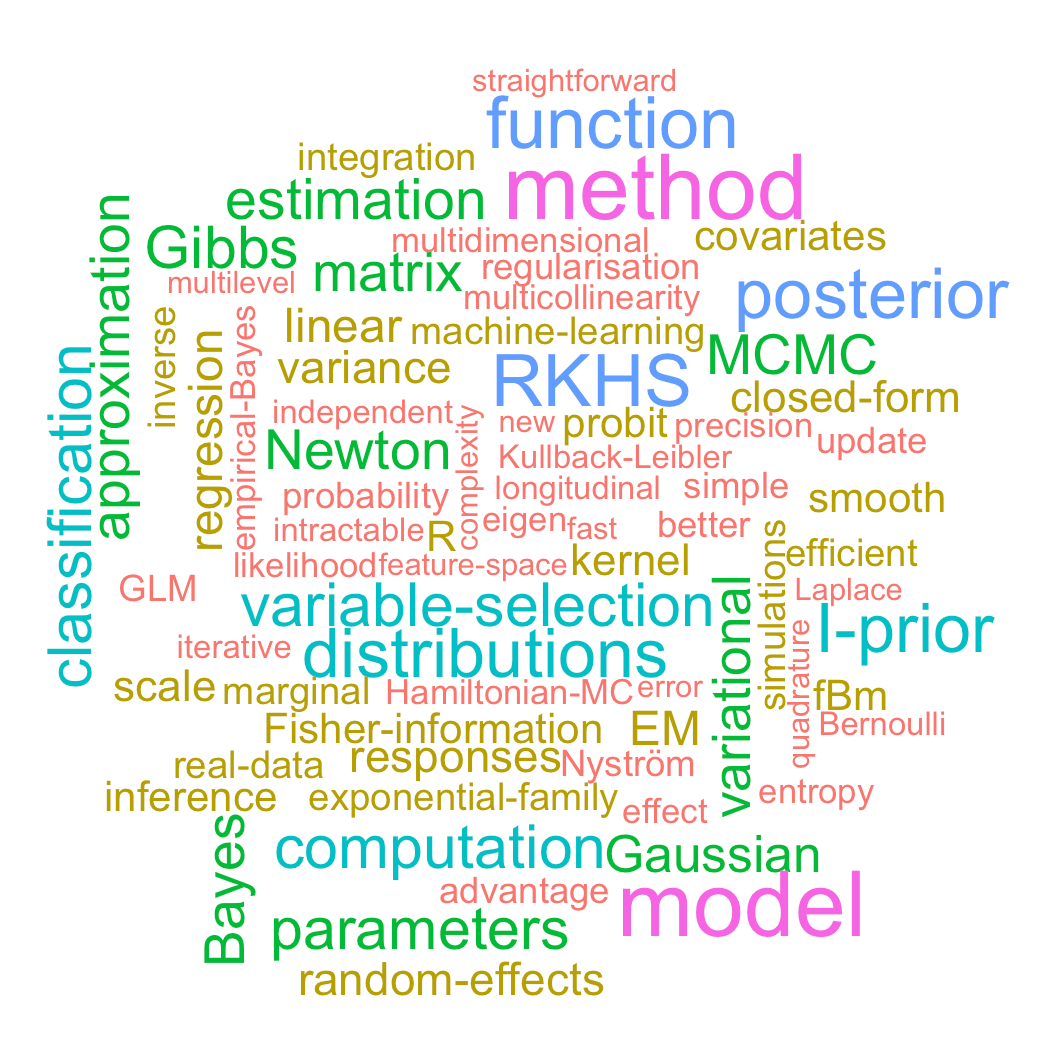 straightforward
function
integration
method
estimation
covariates
Gibbs
multidimensional
matrix
regularisation
multilevel
multicollinearity
posterior
approximation
inverse
linear
machine-learning
MCMC
variance
RKHS
closed-form
classification
regression
empirical-Bayes
independent
complexity
new
probit
precision
update
Newton
Kullback-Leibler
probability
longitudinal
simple
smooth
intractable
R
eigen
fast
better
likelihood
feature-space
kernel
simulations
efficient
GLM
variable-selection
variational
Laplace
I-prior
iterative
distributions
quadrature
scale
marginal
Hamiltonian-MC
error
fBm
Fisher-information
EM
Bernoulli
real-data
responses
Nyström
inference
exponential-family
effect
entropy
Bayes
computation
Gaussian
advantage
model
parameters
random-effects